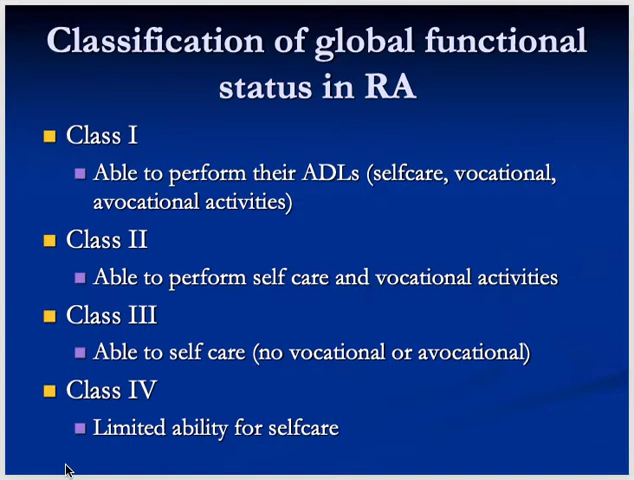 Classification of global functional
status in RA
Class I
Able to perform their ADLs (selfcare, vocational,
avocational activities)
Class II
Able to perform self care and vocational activities
Class III
Able to self care (no vocational or avocational)
Class IV
Limited ability for selfcare